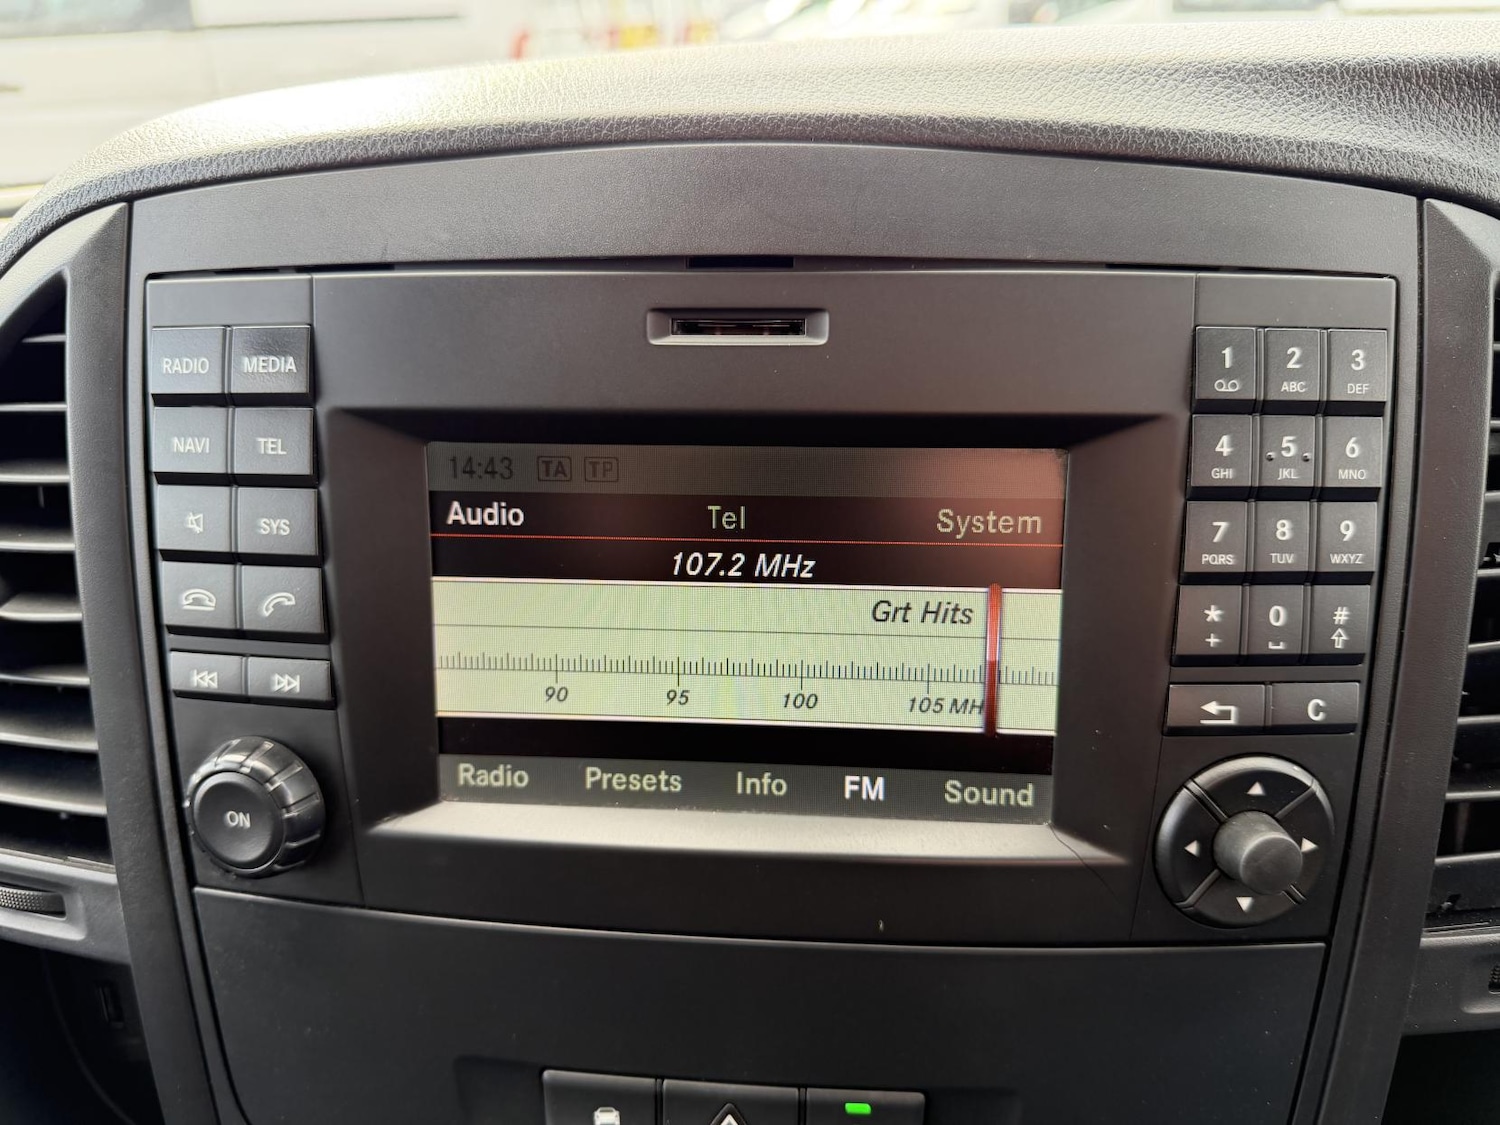 RADIO MEDIA
NAVI TEL
SYS
ON
14:43 TA TP
Audio Tel System
107.2 MHz
Grt Hits
90 95 100 105 MH
Radio Presets Info FM Sound
1 2 3
ABC DEF
4 5 6
GHI JKL MNO
7 8 9
PQRS TUV WXYZ
* 0 #
+
C